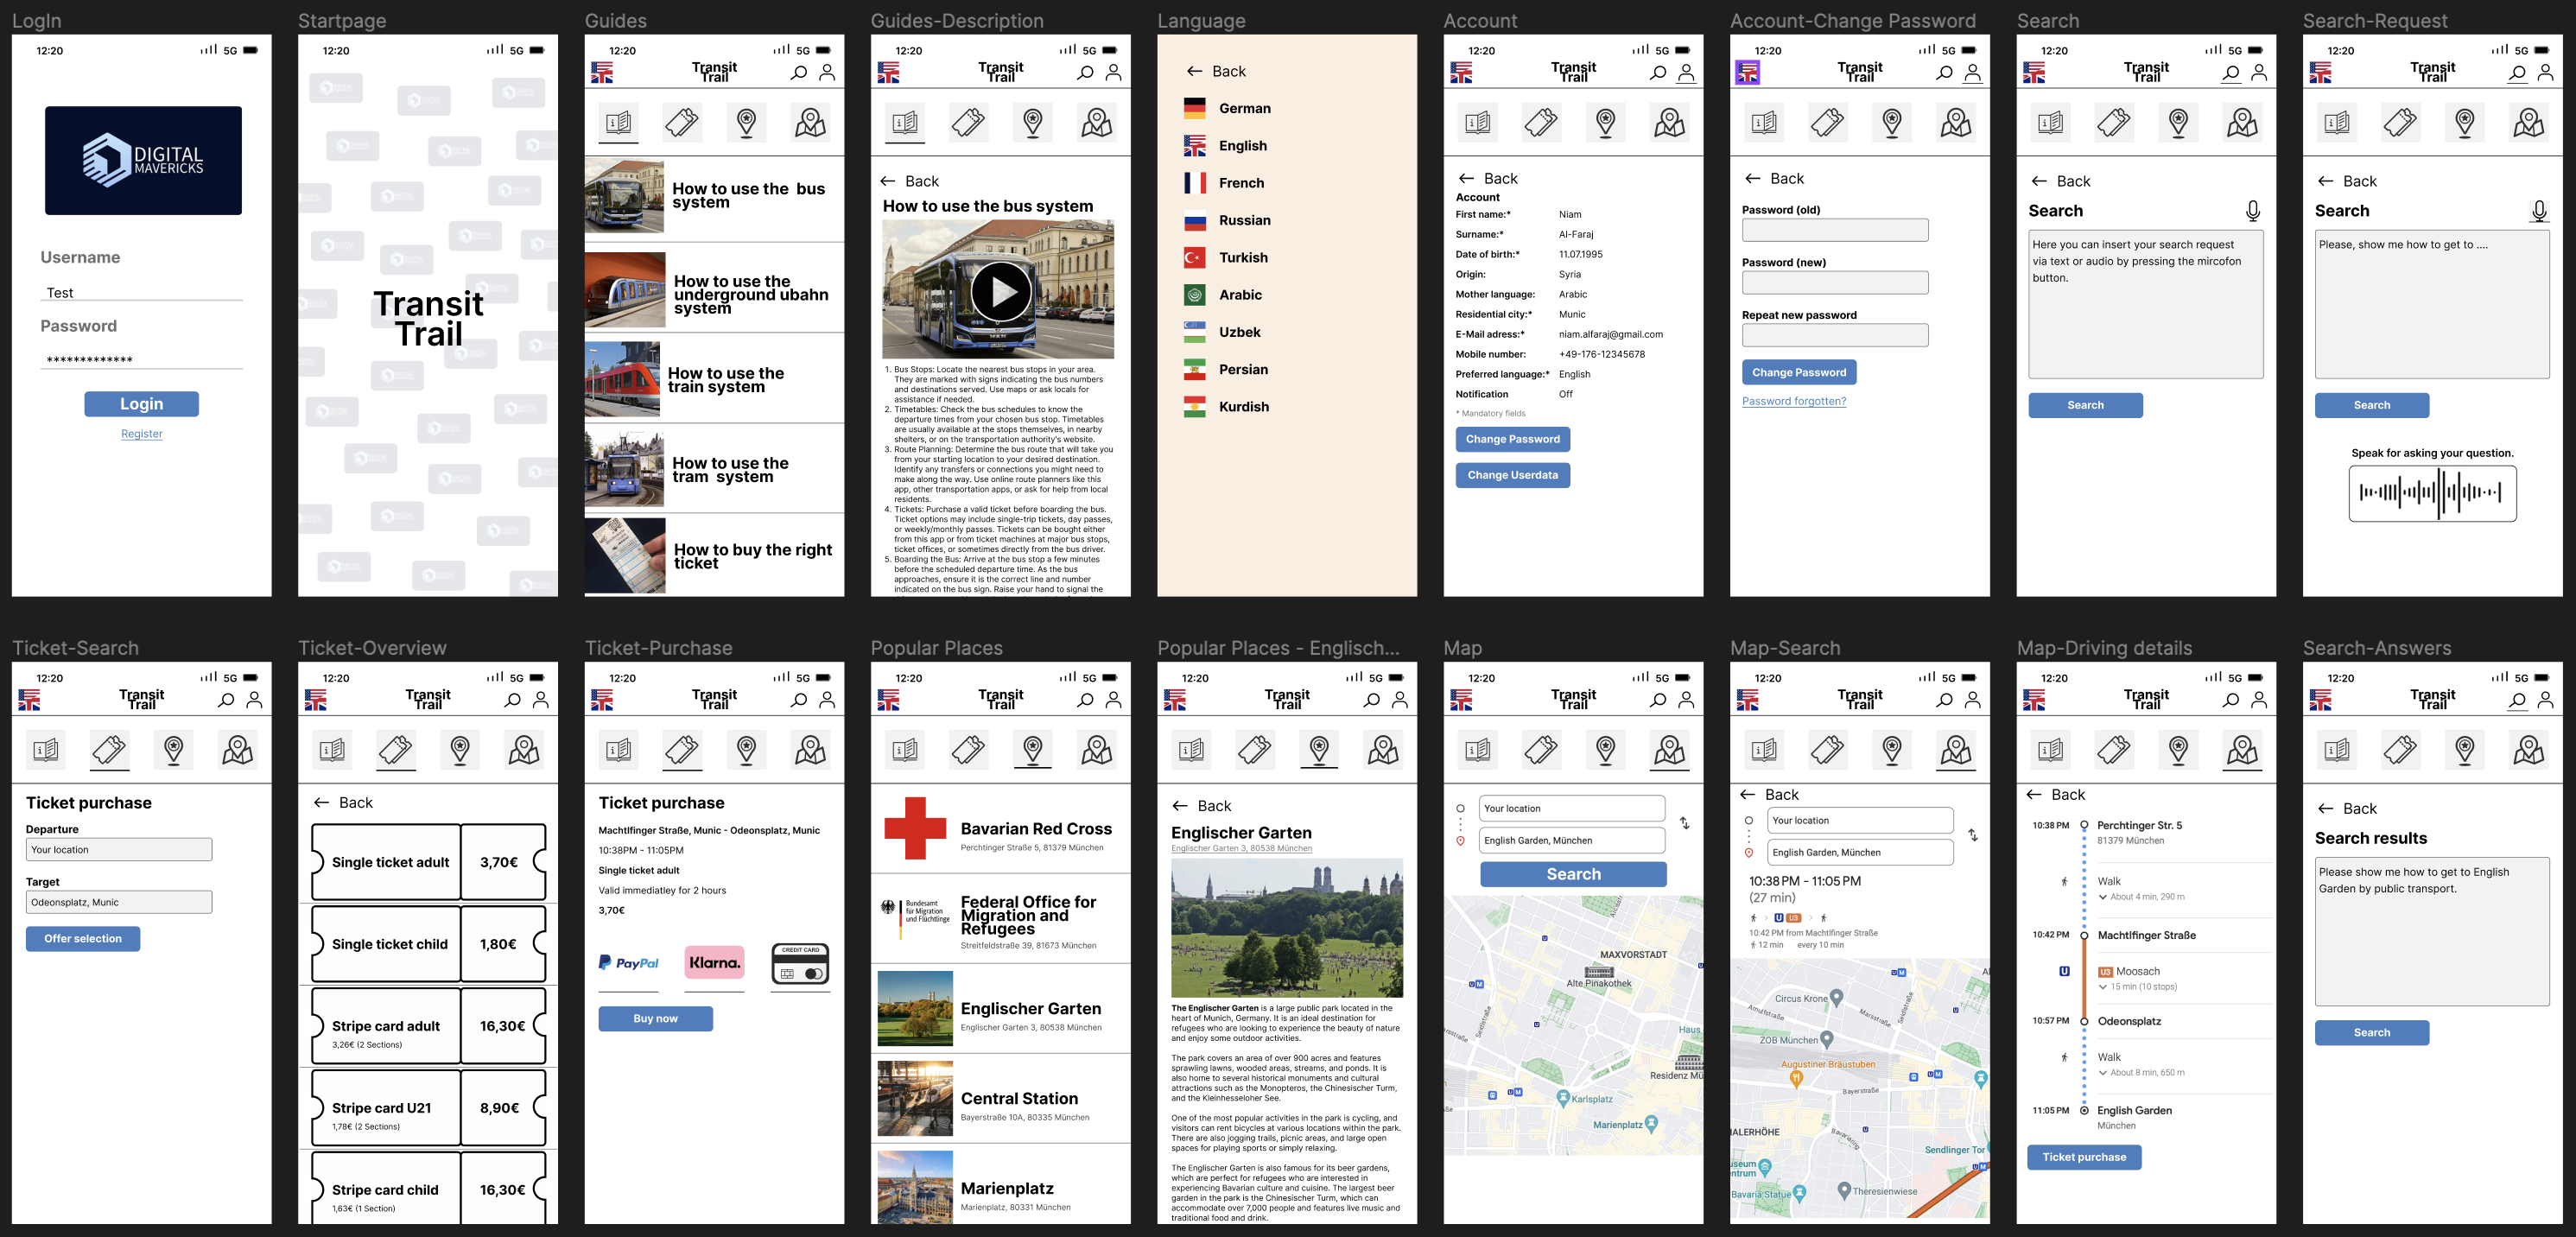 LogIn
12:20
5G
DIGITAL
MAVERICKS
Username
Test
Password
*************
Login
Register
Startpage
12:20
5G
Transit
Trail
Guides
12:20
5G
Transit
Trail
How to use the bus
system
How to use the
underground ubahn
system
How to use the
train system
How to use the
tram system
How to buy the right
ticket
Guides-Description
12:20
5G
Transit
Trail
Back
How to use the bus system
1. Bus Stops: Locate the nearest bus stops in your area.
They are marked with signs indicating the bus numbers
and destinations served. Use maps or ask locals for
assistance if needed.
2. Timetables: Check the bus schedules to know the
departure times from your chosen bus stop. Timetables
are usually available at the stops themselves, in nearby
shelters, or on the transportation authority's website.
3. Route Planning: Determine the bus route that will take you
from your starting location to your desired destination.
Identify any transfers or connections you might need to
make along the way. Use online route planners like this
app, other transportation apps, or ask for help from local
residents.
4. Tickets: Purchase a valid ticket before boarding the bus.
Ticket options may include single-trip tickets, day passes,
or weekly/monthly passes. Tickets can be bought either
from this app or from ticket machines at major bus stops,
ticket offices, or sometimes directly from the bus driver.
5. Boarding the Bus: Arrive at the bus stop a few minutes
before the scheduled departure time. As the bus
approaches, ensure it is the correct line and number
indicated on the bus sign. Raise your hand to signal the
Language
Back
German
English
French
Russian
Turkish
Arabic
Uzbek
Persian
Kurdish
Account
12:20
5G
Transit
Trail
Back
Account
First name:* Niam
Surname:* Al-Faraj
Date of birth:* 11.07.1995
Origin: Syria
Mother language: Arabic
Residential city:* Munic
E-Mail adress:* niam.alfaraj@gmail.com
Mobile number: +49-176-12345678
Preferred language:* English
Notification Off
* Mandatory fields
Change Password
Change Userdata
Account-Change Password
12:20
5G
Transit
Trail
Back
Password (old)
Password (new)
Repeat new password
Change Password
Password forgotten?
Search
12:20
5G
Transit
Trail
Back
Search
Here you can insert your search request
via text or audio by pressing the mircofon
button.
Search
Search-Request
12:20
5G
Transit
Trail
Back
Search
Please, show me how to get to ....
Search
Speak for asking your question.
Ticket-Search
12:20
5G
Transit
Trail
Ticket purchase
Departure
Your location
Target
Odeonsplatz, Munic
Offer selection
Ticket-Overview
12:20
5G
Transit
Trail
Back
Single ticket adult 3,70€
Single ticket child 1,80€
Stripe card adult 16,30€
3,26€ (2 Sections)
Stripe card U21 8,90€
1,78€ (2 Sections)
Stripe card child 16,30€
1,63€ (1 Section)
Ticket-Purchase
12:20
5G
Transit
Trail
Ticket purchase
Machtlfinger Straße, Munic - Odeonsplatz, Munic
10:38PM - 11:05PM
Single ticket adult
Valid immediatley for 2 hours
3,70€
PayPal
Klarna.
CREDIT CARD
Buy now
Popular Places
12:20
5G
Transit
Trail
Bavarian Red Cross
Perchtinger Straße 5, 81379 München
Bundesamt
für Migration
und Flüchtlinge
Federal Office for
Migration and
Refugees
Streitfeldstraße 39, 81673 München
Englischer Garten
Englischer Garten 3, 80538 München
Central Station
Bayerstraße 10A, 80335 München
Marienplatz
Marienplatz, 80331 München
Popular Places - Englisch...
12:20
5G
Transit
Trail
Back
Englischer Garten
Englischer Garten 3, 80538 München
The Englischer Garten is a large public park located in the
heart of Munich, Germany. It is an ideal destination for
refugees who are looking to experience the beauty of nature
and enjoy some outdoor activities.
The park covers an area of over 900 acres and features
sprawling lawns, wooded areas, streams, and ponds. It is
also home to several historical monuments and cultural
attractions such as the Monopteros, the Chinesischer Turm,
and the Kleinhesseloher See.
One of the most popular activities in the park is cycling, and
visitors can rent bicycles at various locations within the park.
There are also jogging trails, picnic areas, and large open
spaces for playing sports or simply relaxing.
The Englischer Garten is also famous for its beer gardens,
which are perfect for refugees who are interested in
experiencing Bavarian culture and cuisine. The largest beer
garden in the park is the Chinesischer Turm, which can
accommodate over 7,000 people and features live music and
traditional food and drink.
Map
12:20
5G
Transit
Trail
Your location
English Garden, München
Search
MAXVORSTADT
Alte Pinakothek
Haus
Residenz Mü
Karlsplatz
Marienplatz
Map-Search
12:20
5G
Transit
Trail
Back
Your location
English Garden, München
10:38 PM - 11:05 PM
(27 min)
U U3
10:42 PM from Machtlfinger Straße
12 min every 10 min
Al
Circus Krone
Arnulfstraße
Marsstraße
Seidlstraße
ZOB München
Augustiner Bräustuben
Bayerstraße
ALERHÖHE
Sendlinger Tor
useum
entrum
Bavaria Statue
Theresienwiese
Map-Driving details
12:20
5G
Transit
Trail
Back
10:38 PM Perchtinger Str. 5
81379 München
Walk
About 4 min, 290 m
10:42 PM Machtlfinger Straße
U U3 Moosach
15 min (10 stops)
10:57 PM Odeonsplatz
Walk
About 8 min, 650 m
11:05 PM English Garden
München
Ticket purchase
Search-Answers
12:20
5G
Transit
Trail
Back
Search results
Please show me how to get to English
Garden by public transport.
Search